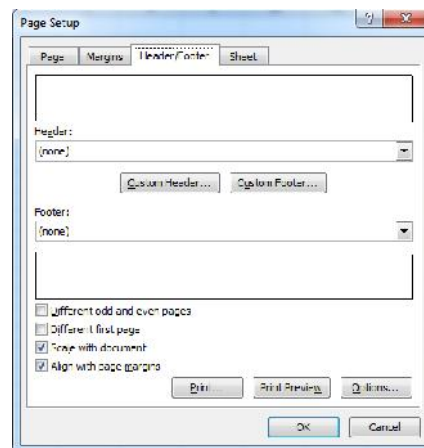 Page Setup
Page Margins Header/Footer Sheet
Header:
(none)
Custom Header... Custom Footer...
Footer:
(none)
Different odd and even pages
Different first page
Scale with document
Align with page margins
Print... Print Preview Options...
OK Cancel